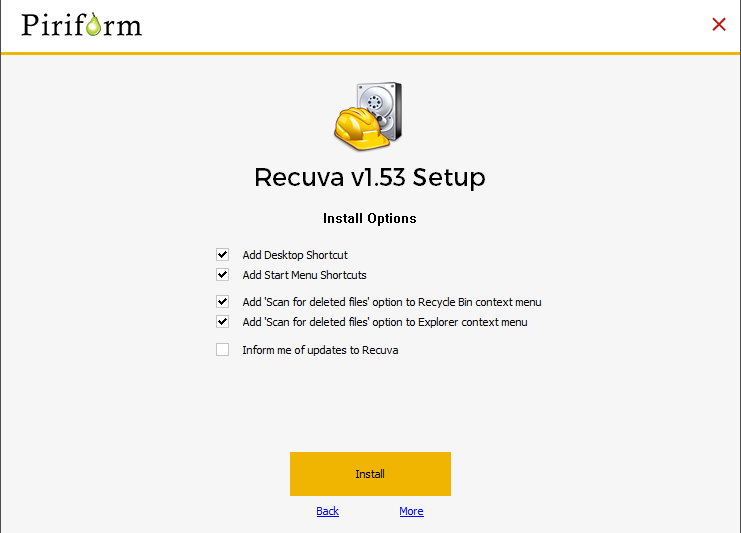 Piriform
Recuva v1.53 Setup
Install Options
Add Desktop Shortcut
Add Start Menu Shortcuts
Add 'Scan for deleted files' option to Recycle Bin context menu
Add 'Scan for deleted files' option to Explorer context menu
Inform me of updates to Recuva
Install
Back More